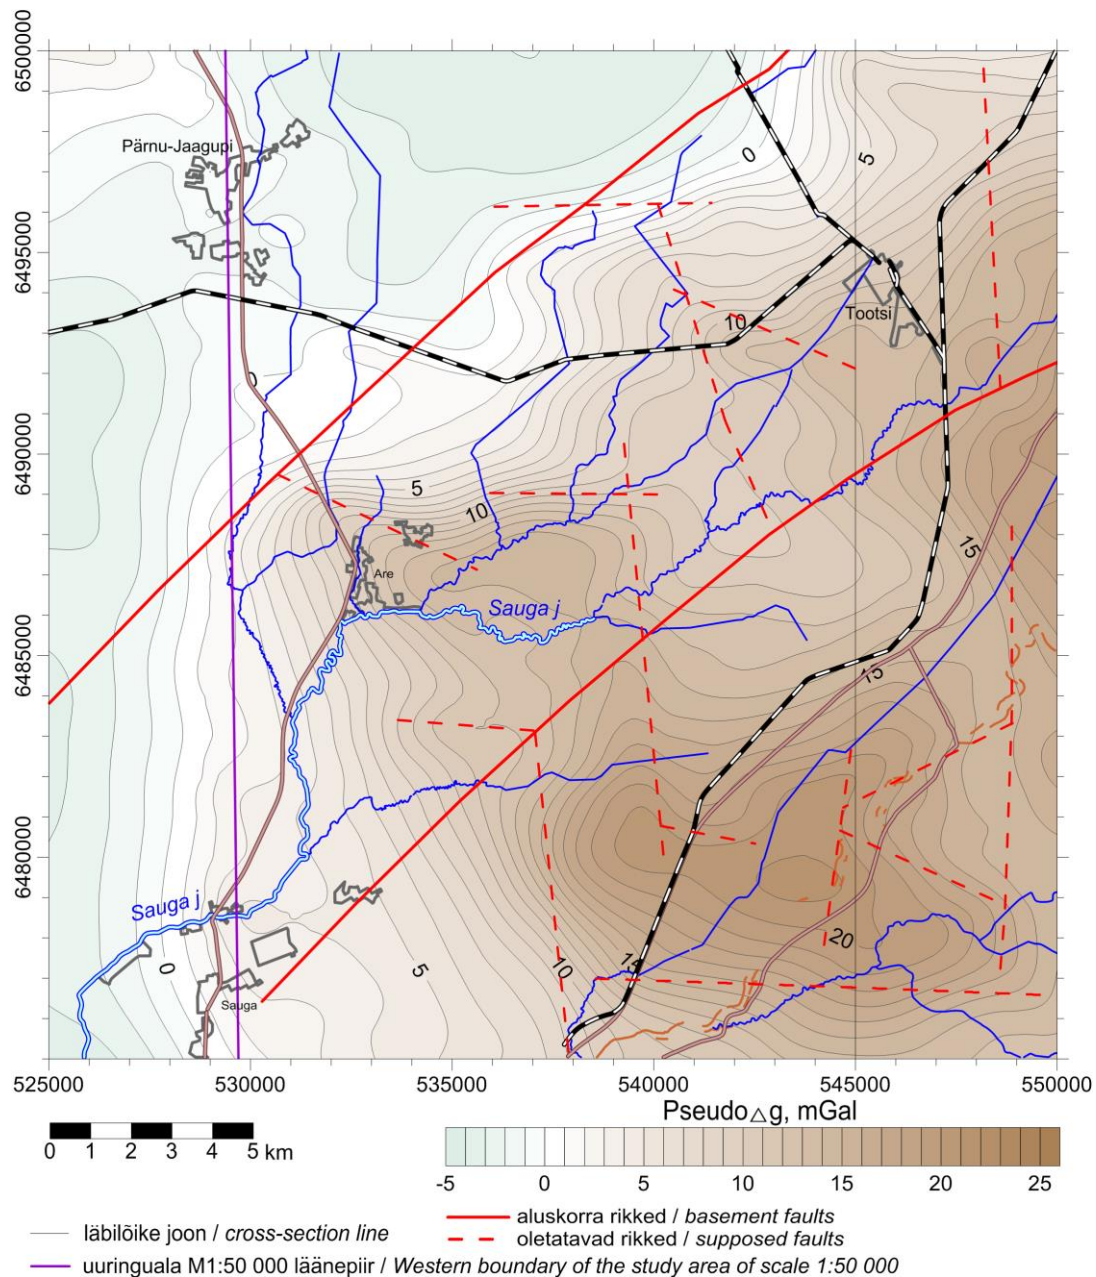 6500000
6495000
6490000
6485000
6480000
Pärnu-Jaagupi
0
5
10
Tootsi
0
5
10
15
Are
Sauga j
15
Sauga j
0
5
10
14
20
Sauga
525000 530000 535000 540000 545000 550000
Pseudo△g, mGal
0 1 2 3 4 5 km
-5 0 5 10 15 20 25
läbilõike joon / cross-section line
aluskorra rikked / basement faults
oletatavad rikked / supposed faults
uuringuala M1:50 000 läänepiir / Western boundary of the study area of scale 1:50 000